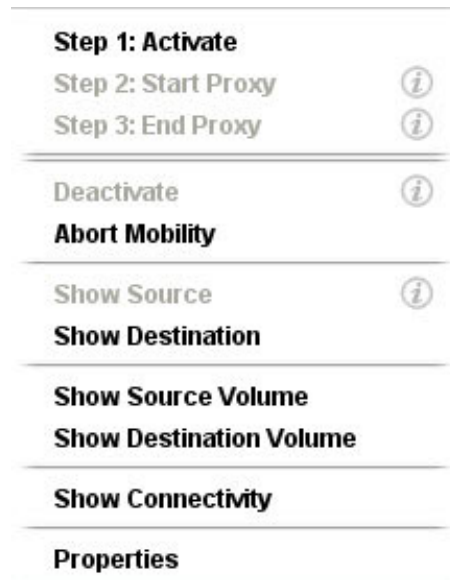 Step 1: Activate
Step 2: Start Proxy
Step 3: End Proxy
Deactivate
Abort Mobility
Show Source
Show Destination
Show Source Volume
Show Destination Volume
Show Connectivity
Properties